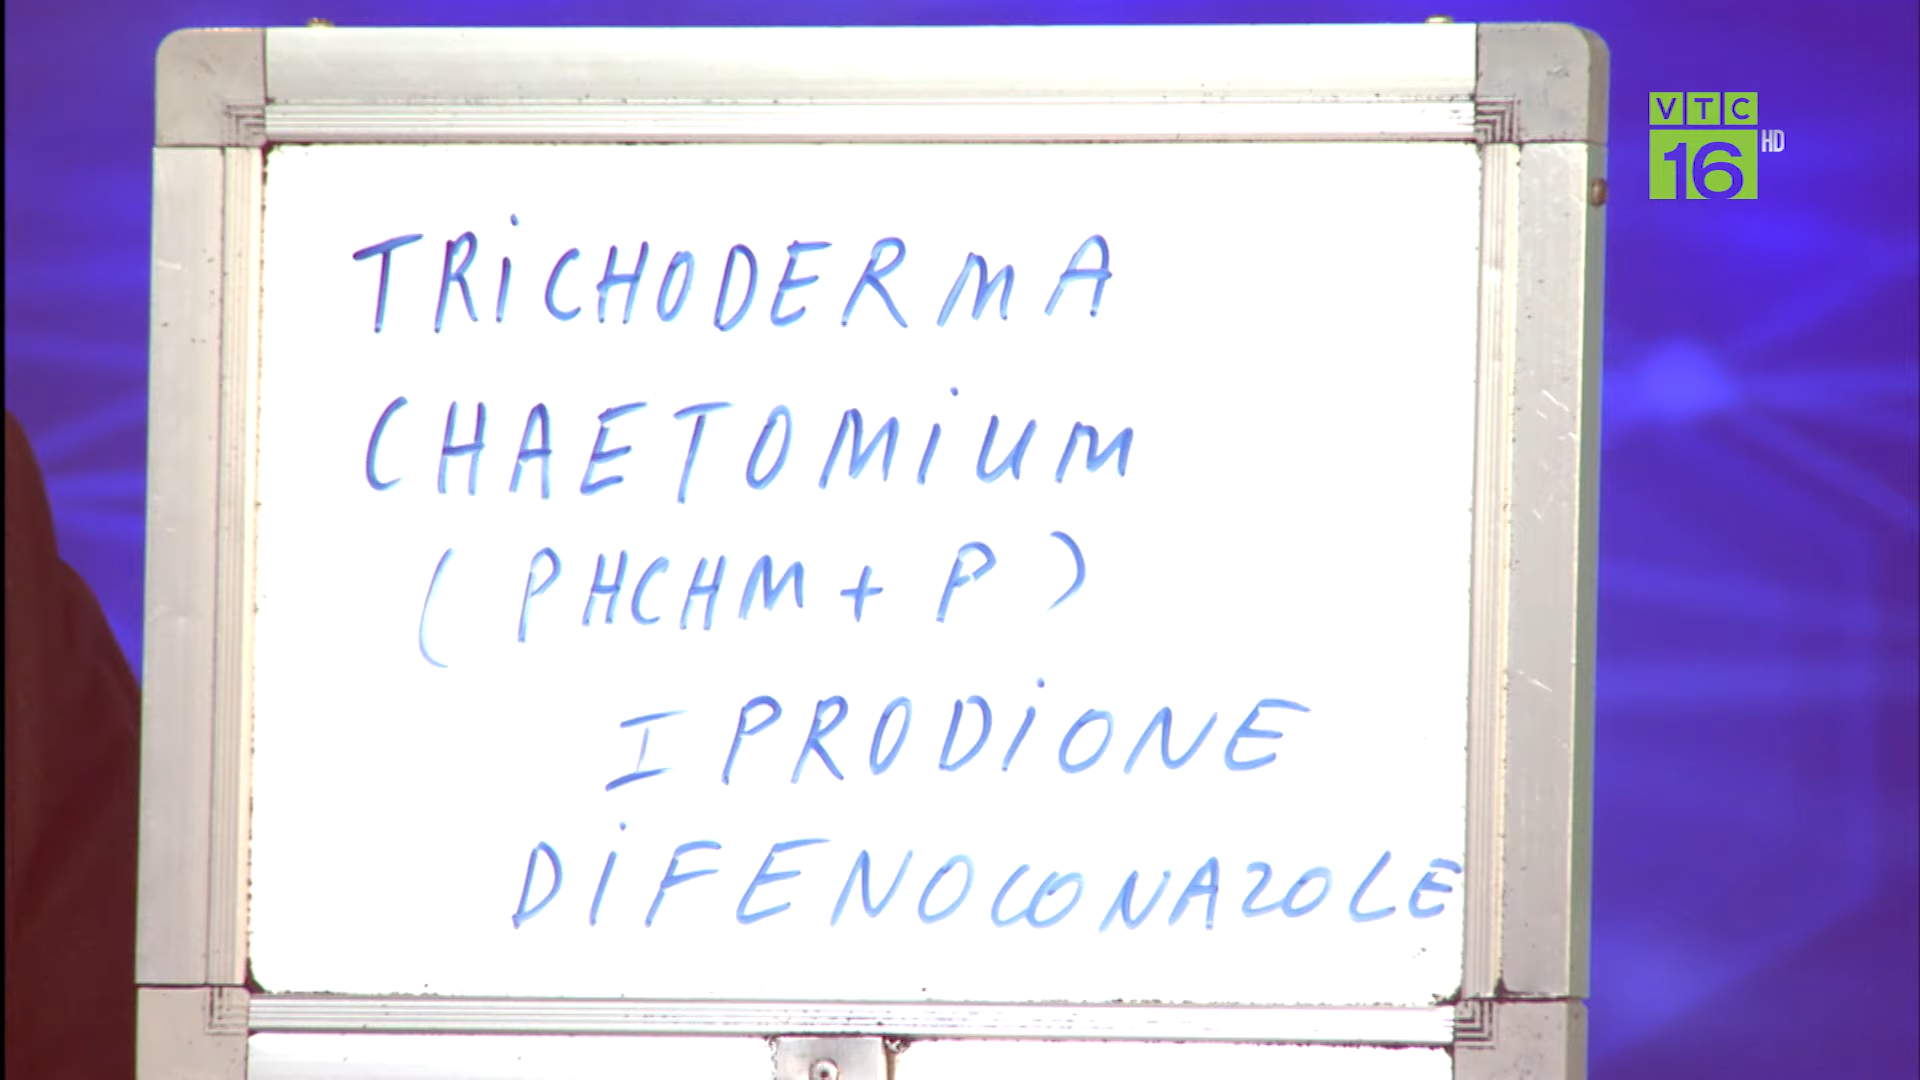 VTC
16 HD
TRiCHODERMA
CHAETOMiUM
(PHCHM + P)
IPRODiONE
DiFENOCONAZOLE